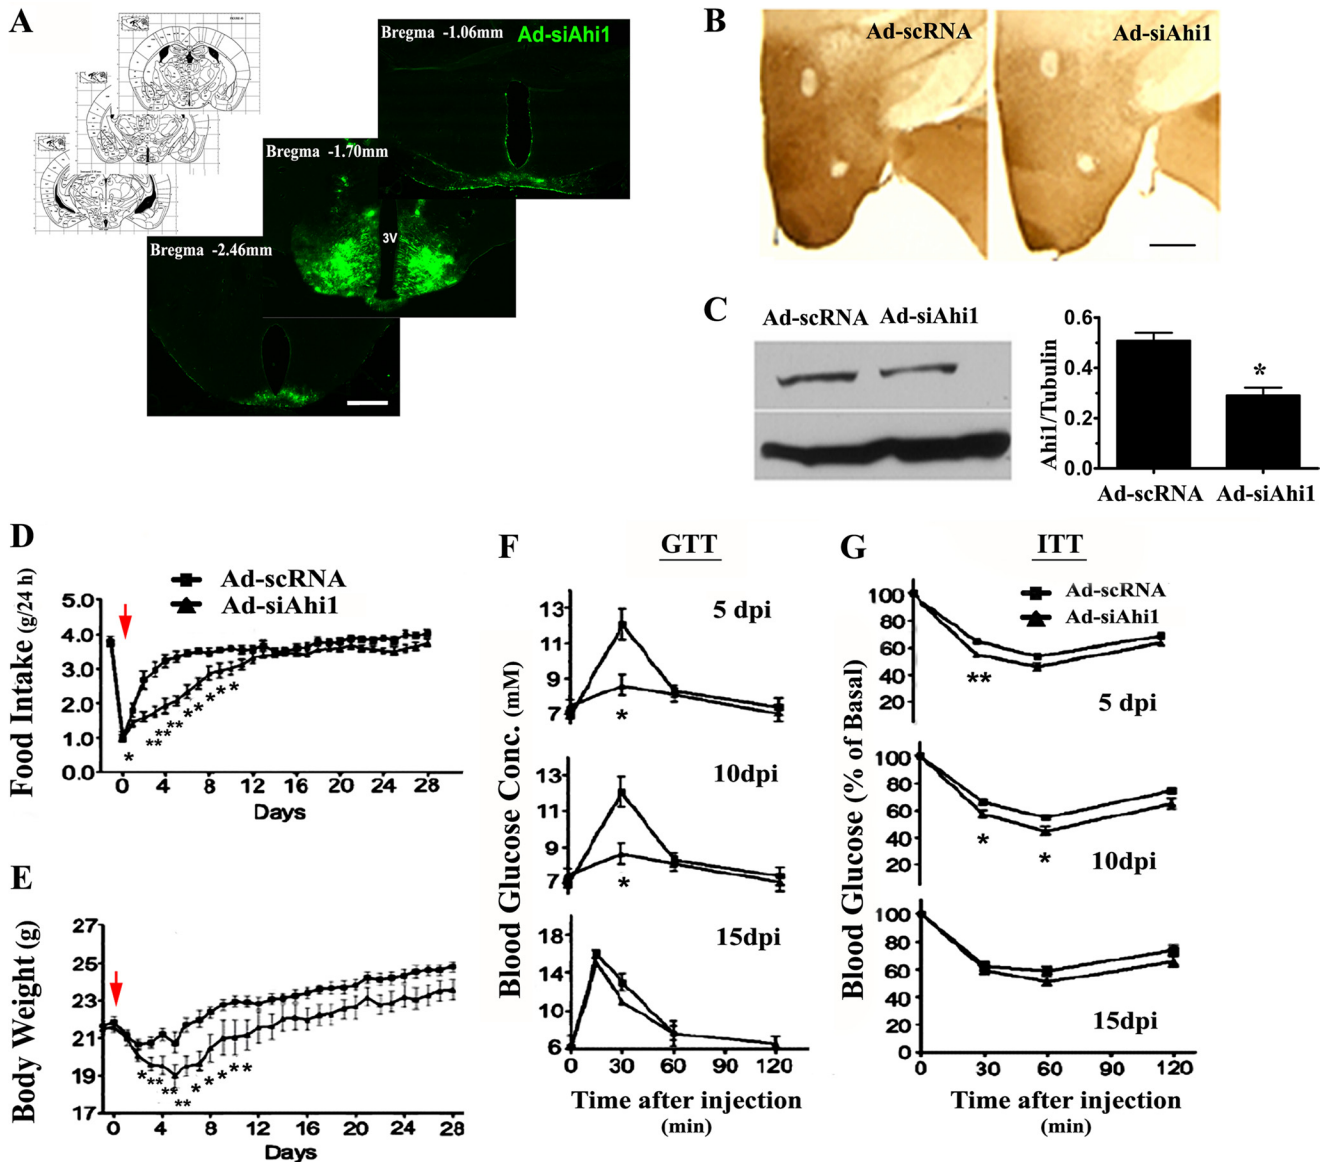 A
Bregma -1.06mm
Ad-siAhi1
Bregma -1.70mm
3V
Bregma -2.46mm
B
Ad-scRNA
Ad-siAhi1
C
Ad-scRNA Ad-siAhi1
Ahi1/Tubulin
0.6
0.4
0.2
0.0
*
Ad-scRNA Ad-siAhi1
D
Ad-scRNA
Ad-siAhi1
Food Intake (g/24 h)
5.0
4.0
3.0
2.0
1.0
0.0
* ** ** ** * * * * *
0 4 8 12 16 20 24 28
Days
E
Body Weight (g)
27
25
23
21
19
17
* ** ** ** * * * *
0 4 8 12 16 20 24 28
Days
F
GTT
Blood Glucose Conc. (mM)
5 dpi
13
11
9
7
*
10dpi
13
11
9
7
*
15dpi
18
14
10
6
0 30 60 90 120
Time after injection
(min)
G
ITT
Ad-scRNA
Ad-siAhi1
Blood Glucose (% of Basal)
100
80
60
40
20
**
5 dpi
100
80
60
40
20
* *
10dpi
100
80
60
40
20
0
15dpi
0 30 60 90 120
Time after injection
(min)